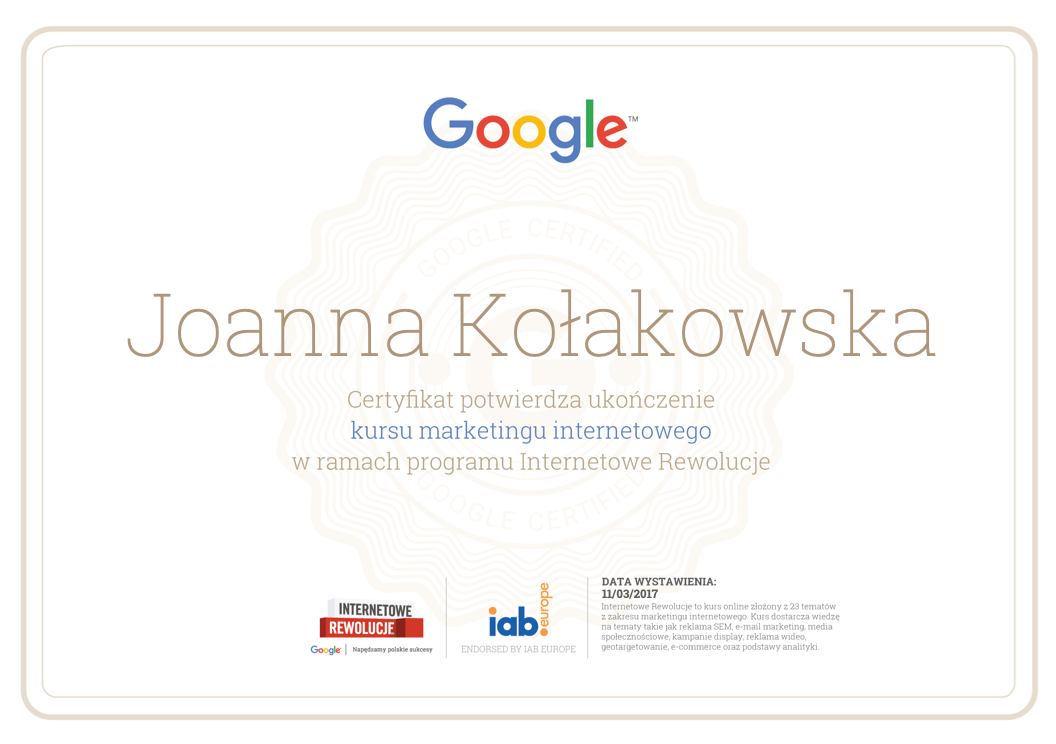 Google™
GOOGLE CERTIFIED
Joanna Kołakowska
Certyfikat potwierdza ukończenie
kursu marketingu internetowego
w ramach programu Internetowe Rewolucje
GOOGLE CERTIFIED
INTERNETOWE
REWOLUCJE
Google | Napędzamy polskie sukcesy
iab.europe
ENDORSED BY IAB EUROPE
DATA WYSTAWIENIA:
11/03/2017
Internetowe Rewolucje to kurs online złożony z 23 tematów
z zakresu marketingu internetowego. Kurs dostarcza wiedzę
na tematy takie jak reklama SEM, e-mail marketing, media
społecznościowe, kampanie display, reklama wideo,
geotargetowanie, e-commerce oraz podstawy analityki.